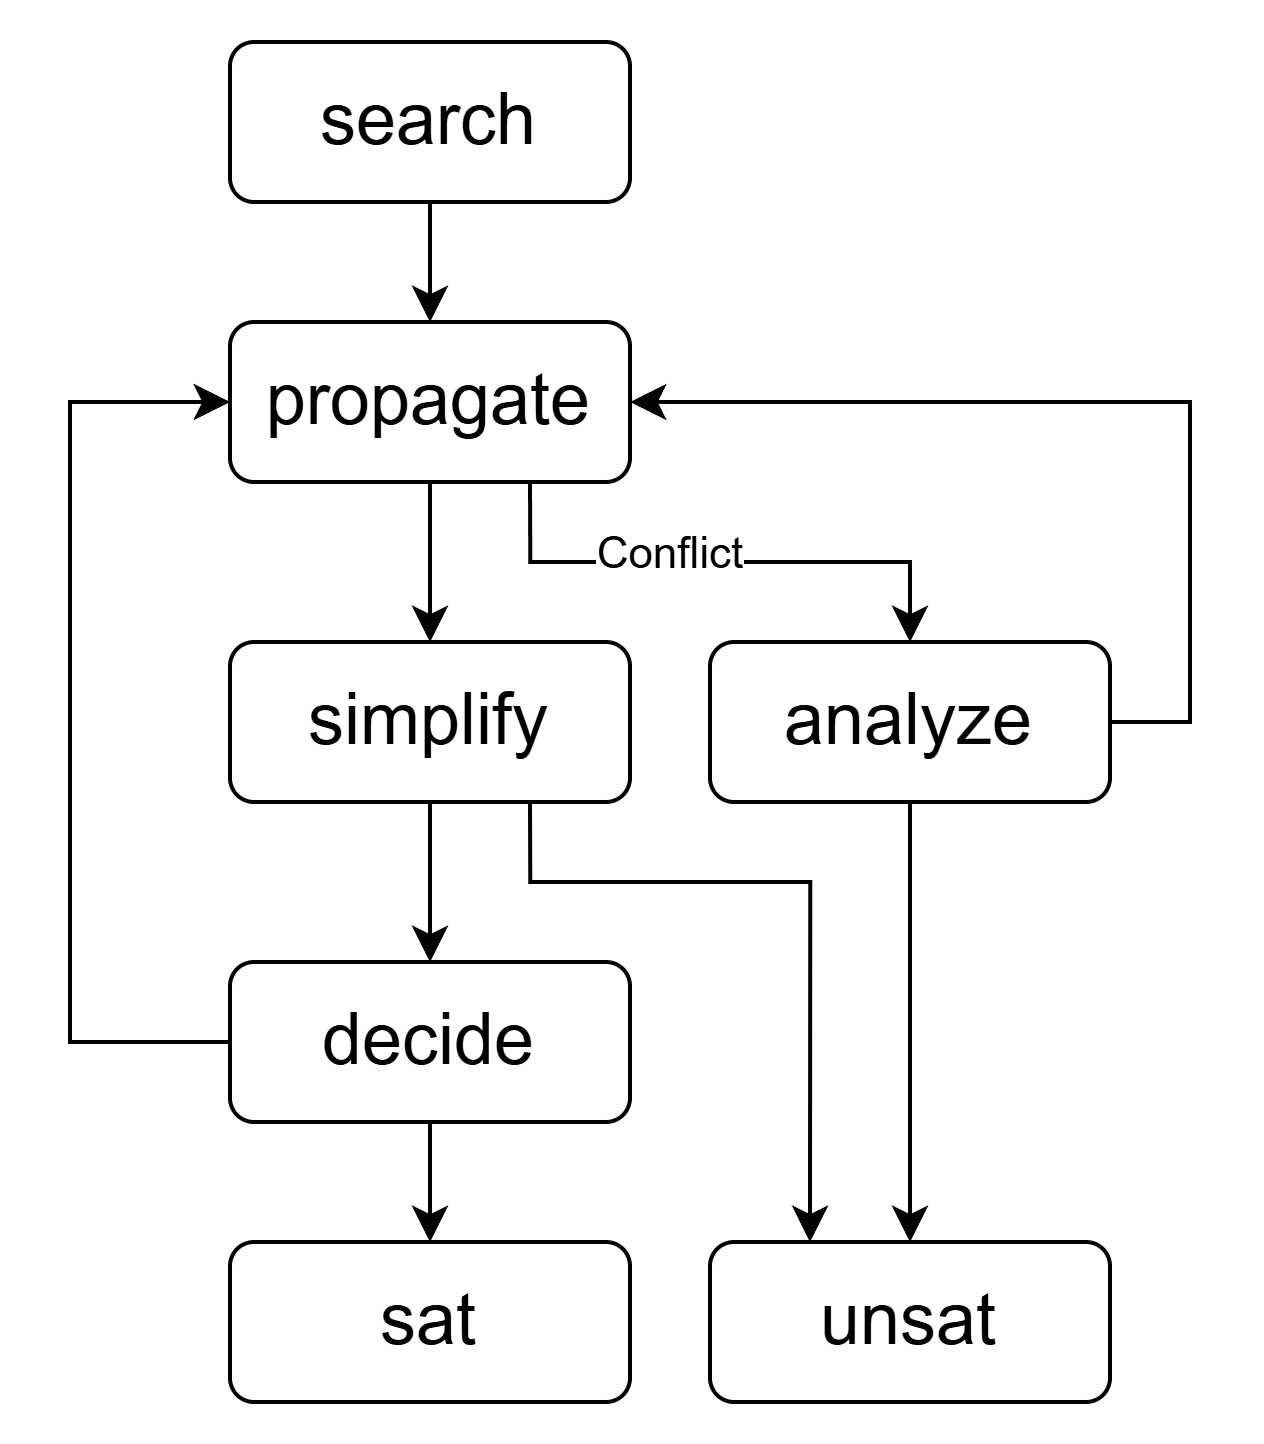 search
propagate
Conflict
simplify
analyze
decide
sat
unsat